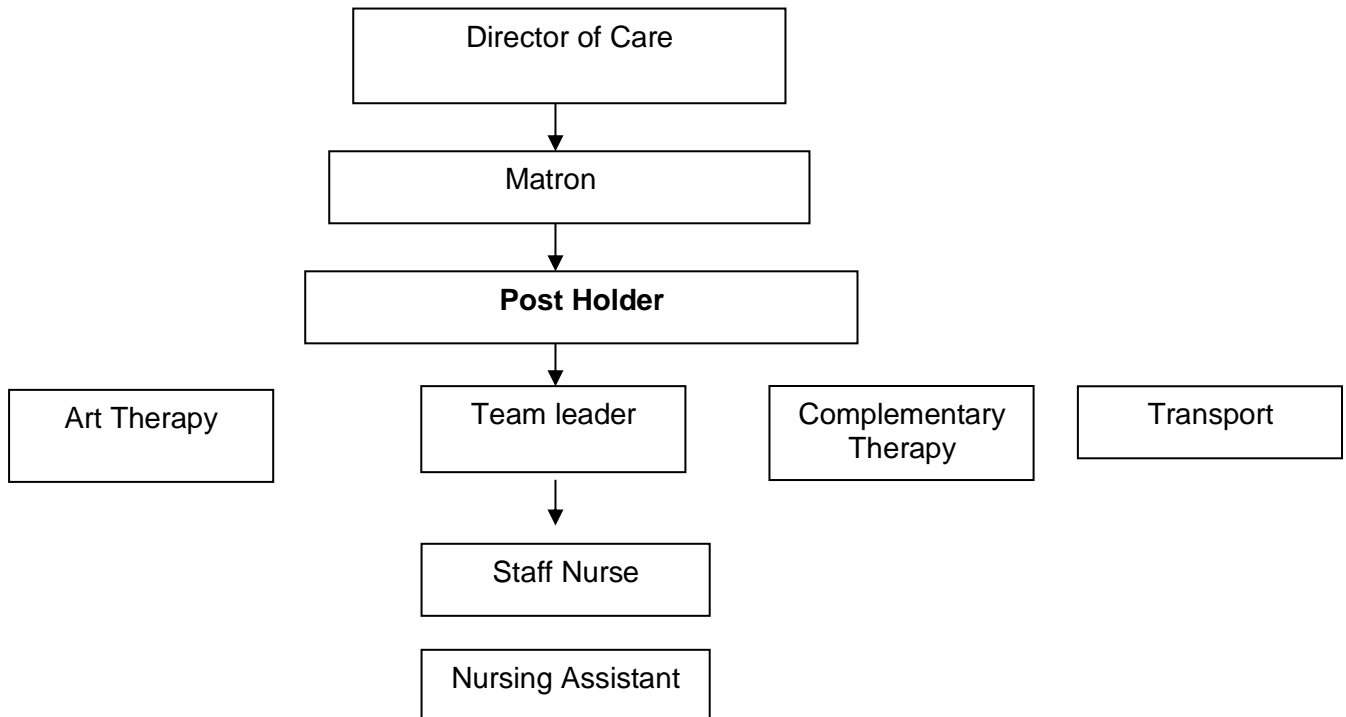 Director of Care
Matron
Post Holder
Art Therapy
Team leader
Complementary
Therapy
Transport
Staff Nurse
Nursing Assistant